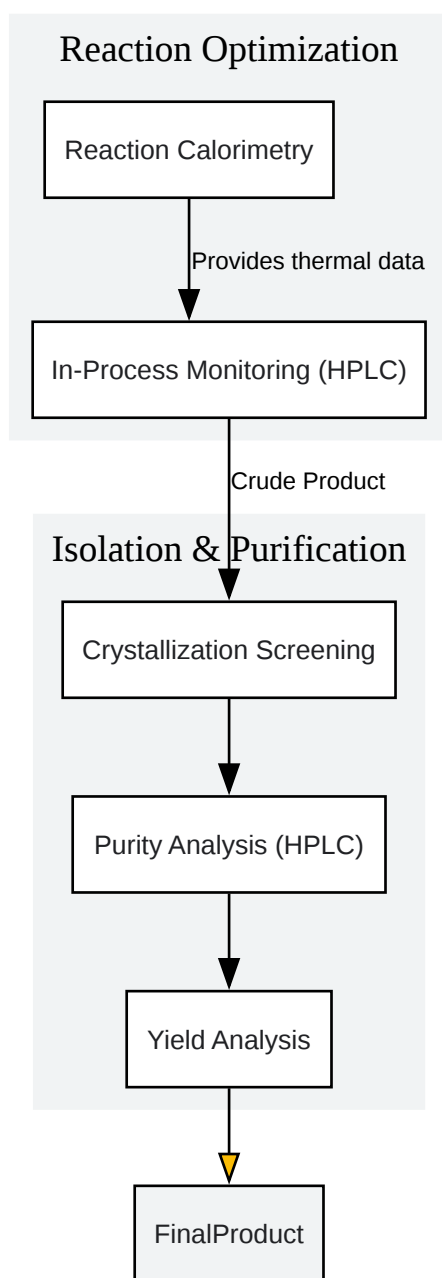 Reaction Optimization
Reaction Calorimetry
Provides thermal data
In-Process Monitoring (HPLC)
Crude Product
Isolation & Purification
Crystallization Screening
Purity Analysis (HPLC)
Yield Analysis
FinalProduct